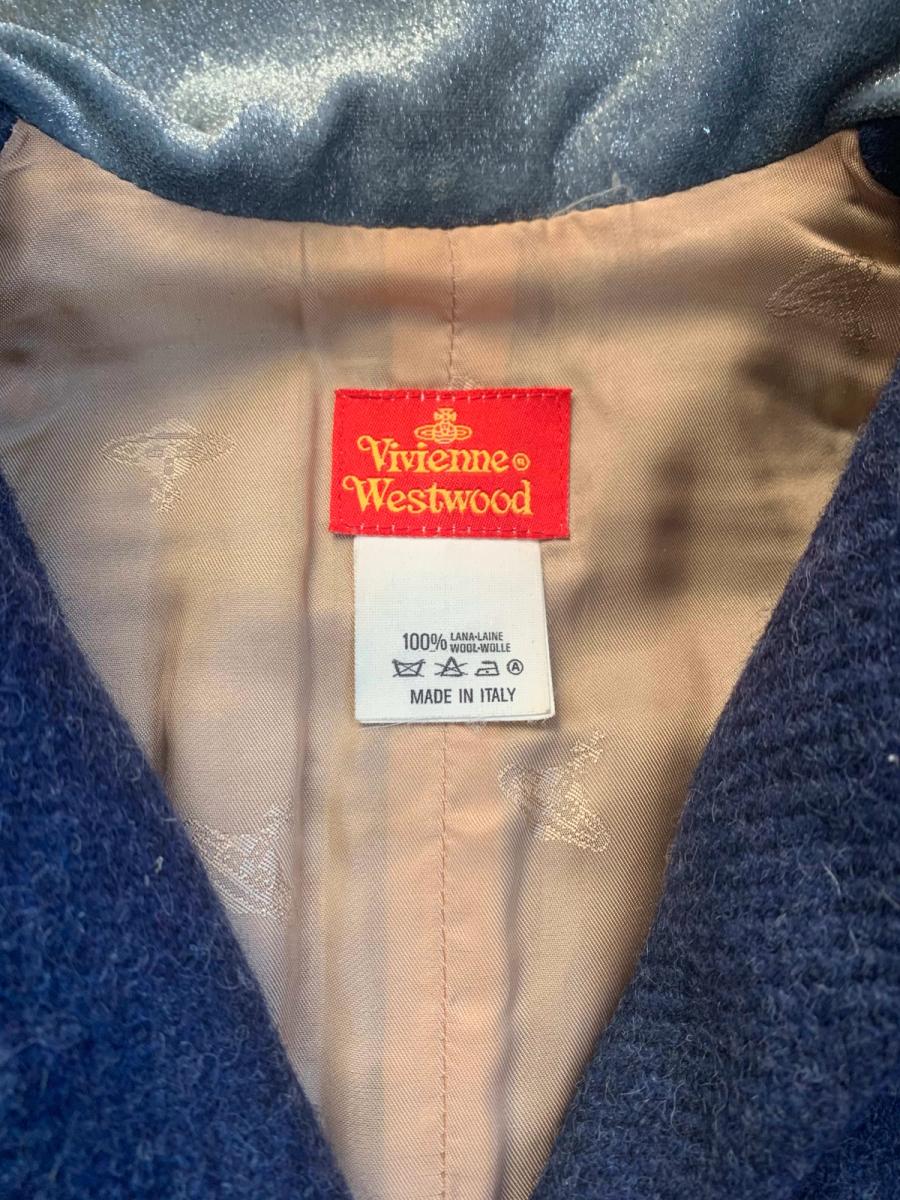 Vivienne®
Westwood
100% LANA-LAINE
WOOL-WOLLE
A
MADE IN ITALY